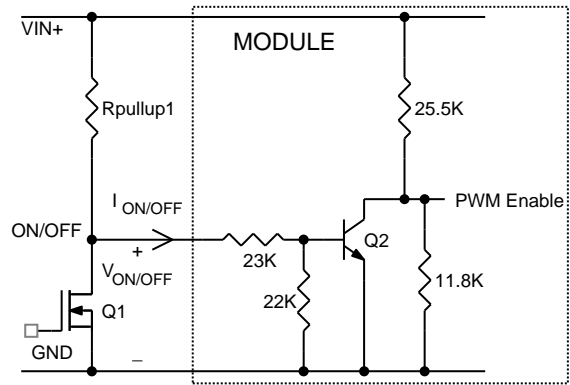 VIN+
MODULE
Rpullup1
25.5K
I ON/OFF
PWM Enable
ON/OFF
+
Q2
23K
V ON/OFF
22K
11.8K
Q1
GND
_